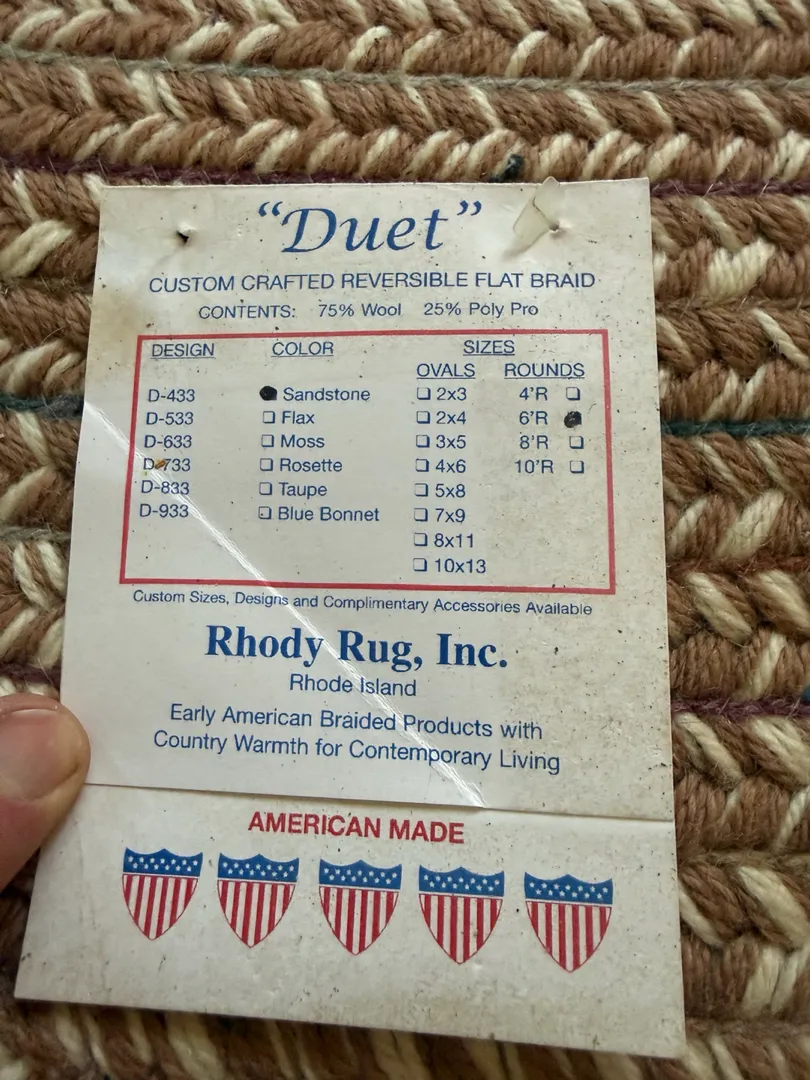 “Duet”
CUSTOM CRAFTED REVERSIBLE FLAT BRAID
CONTENTS: 75% Wool 25% Poly Pro
DESIGN COLOR SIZES
OVALS ROUNDS
D-433 Sandstone 2x3 4'R
D-533 Flax 2x4 6'R
D-633 Moss 3x5 8'R
D-733 Rosette 4x6 10'R
D-833 Taupe 5x8
D-933 Blue Bonnet 7x9
8x11
10x13
Custom Sizes, Designs and Complimentary Accessories Available
Rhody Rug, Inc.
Rhode Island
Early American Braided Products with
Country Warmth for Contemporary Living
AMERICAN MADE